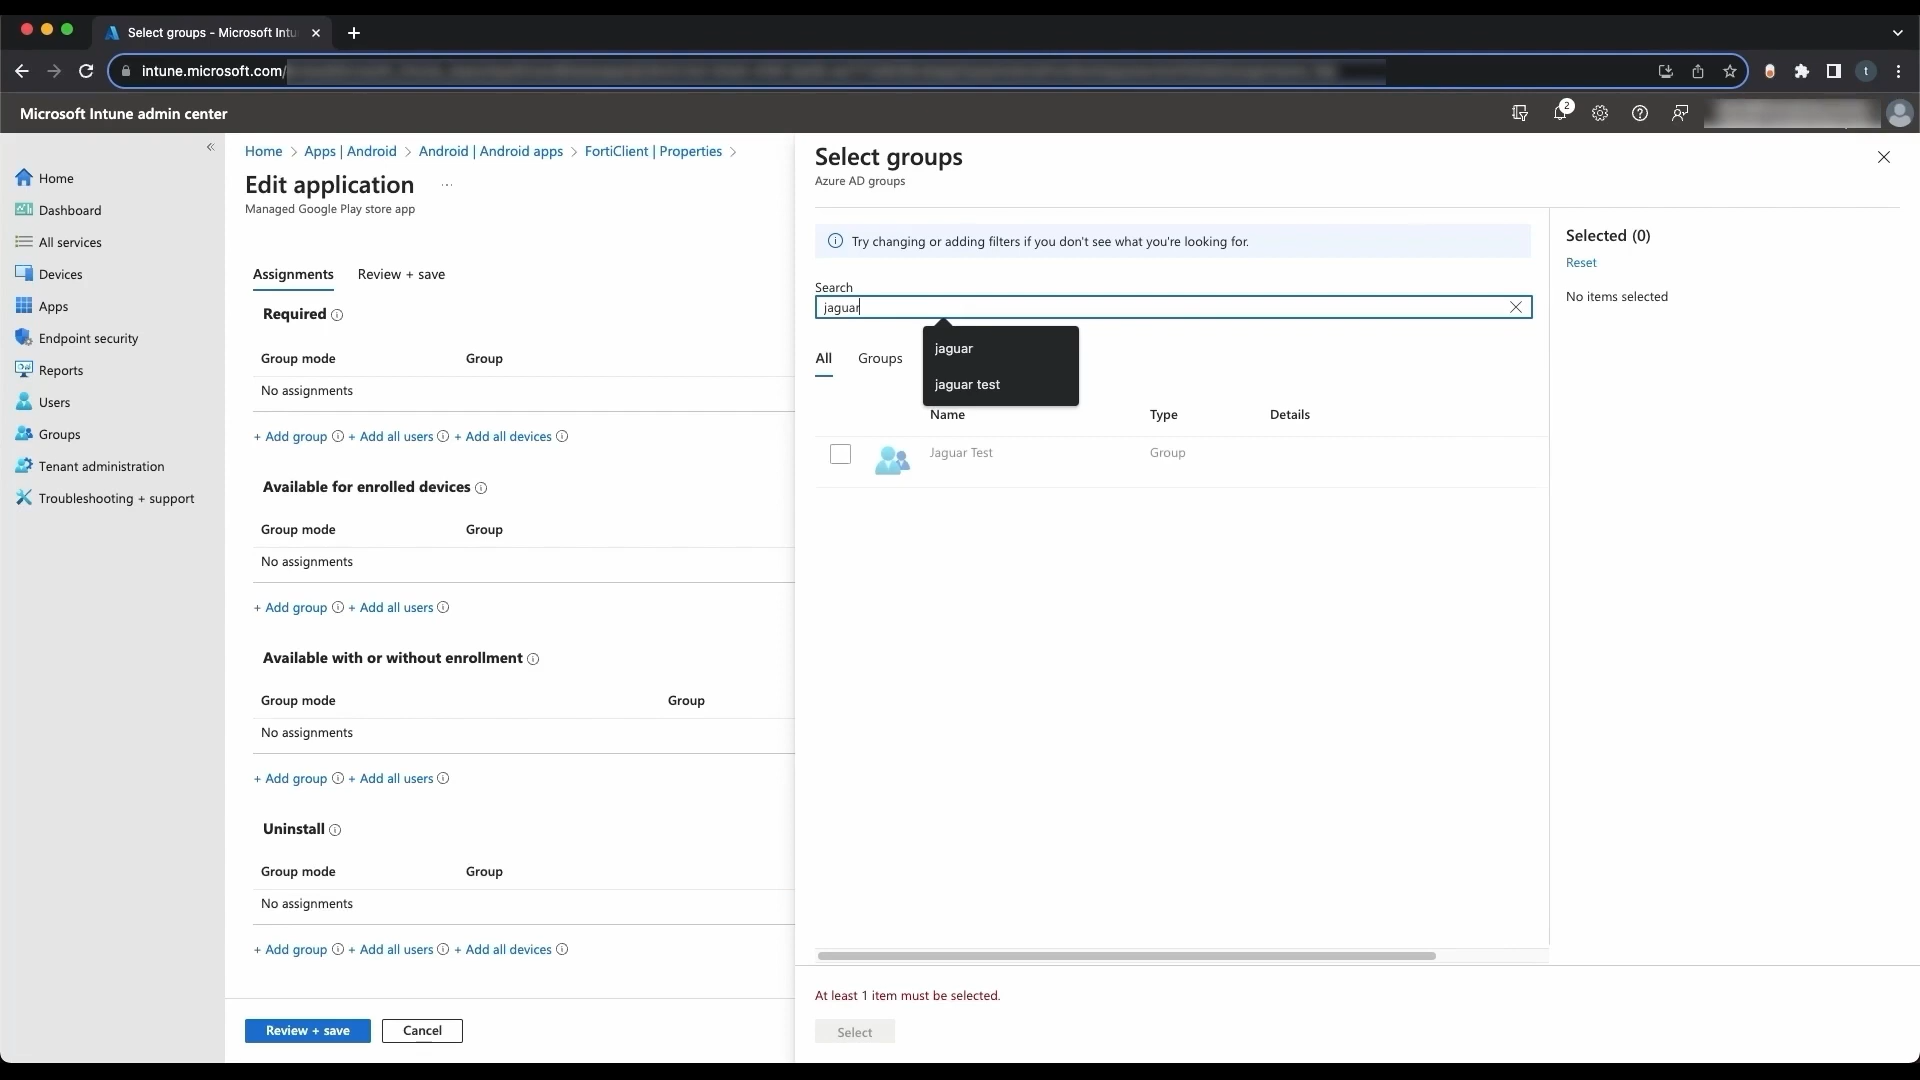 Select groups - Microsoft Intu
intune.microsoft.com/
t
Microsoft Intune admin center
2
Home
Dashboard
All services
Devices
Apps
Endpoint security
Reports
Users
Groups
Tenant administration
Troubleshooting + support
Home > Apps | Android > Android | Android apps > FortiClient | Properties >
Edit application ...
Managed Google Play store app
Assignments Review + save
Required
Group mode Group
No assignments
+ Add group + Add all users + Add all devices
Available for enrolled devices
Group mode Group
No assignments
+ Add group + Add all users
Available with or without enrollment
Group mode Group
No assignments
+ Add group + Add all users
Uninstall
Group mode Group
No assignments
+ Add group + Add all users + Add all devices
Review + save Cancel
Select groups
Azure AD groups
Try changing or adding filters if you don't see what you're looking for.
Search
jaguar
jaguar
jaguar test
All Groups
Name Type Details
Jaguar Test Group
At least 1 item must be selected.
Select
Selected (0)
Reset
No items selected